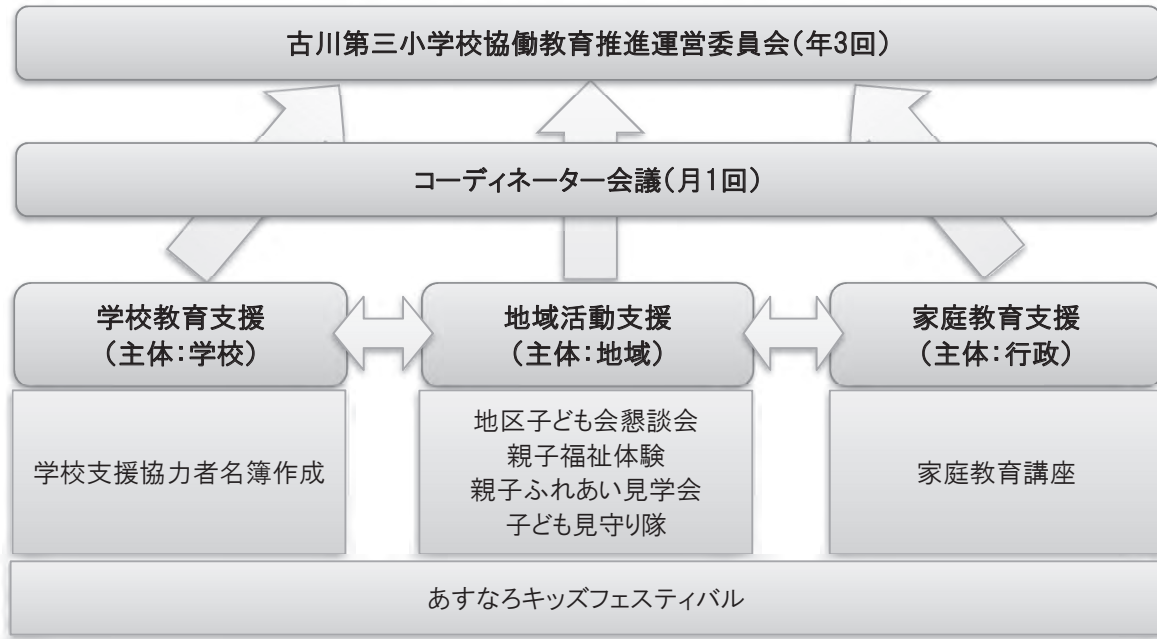 古川第三小学校協働教育推進運営委員会(年3回)
コーディネーター会議(月1回)
学校教育支援
(主体:学校)
地域活動支援
(主体:地域)
家庭教育支援
(主体:行政)
学校支援協力者名簿作成
地区子ども会懇談会
親子福祉体験
親子ふれあい見学会
子ども見守り隊
家庭教育講座
あすなろキッズフェスティバル